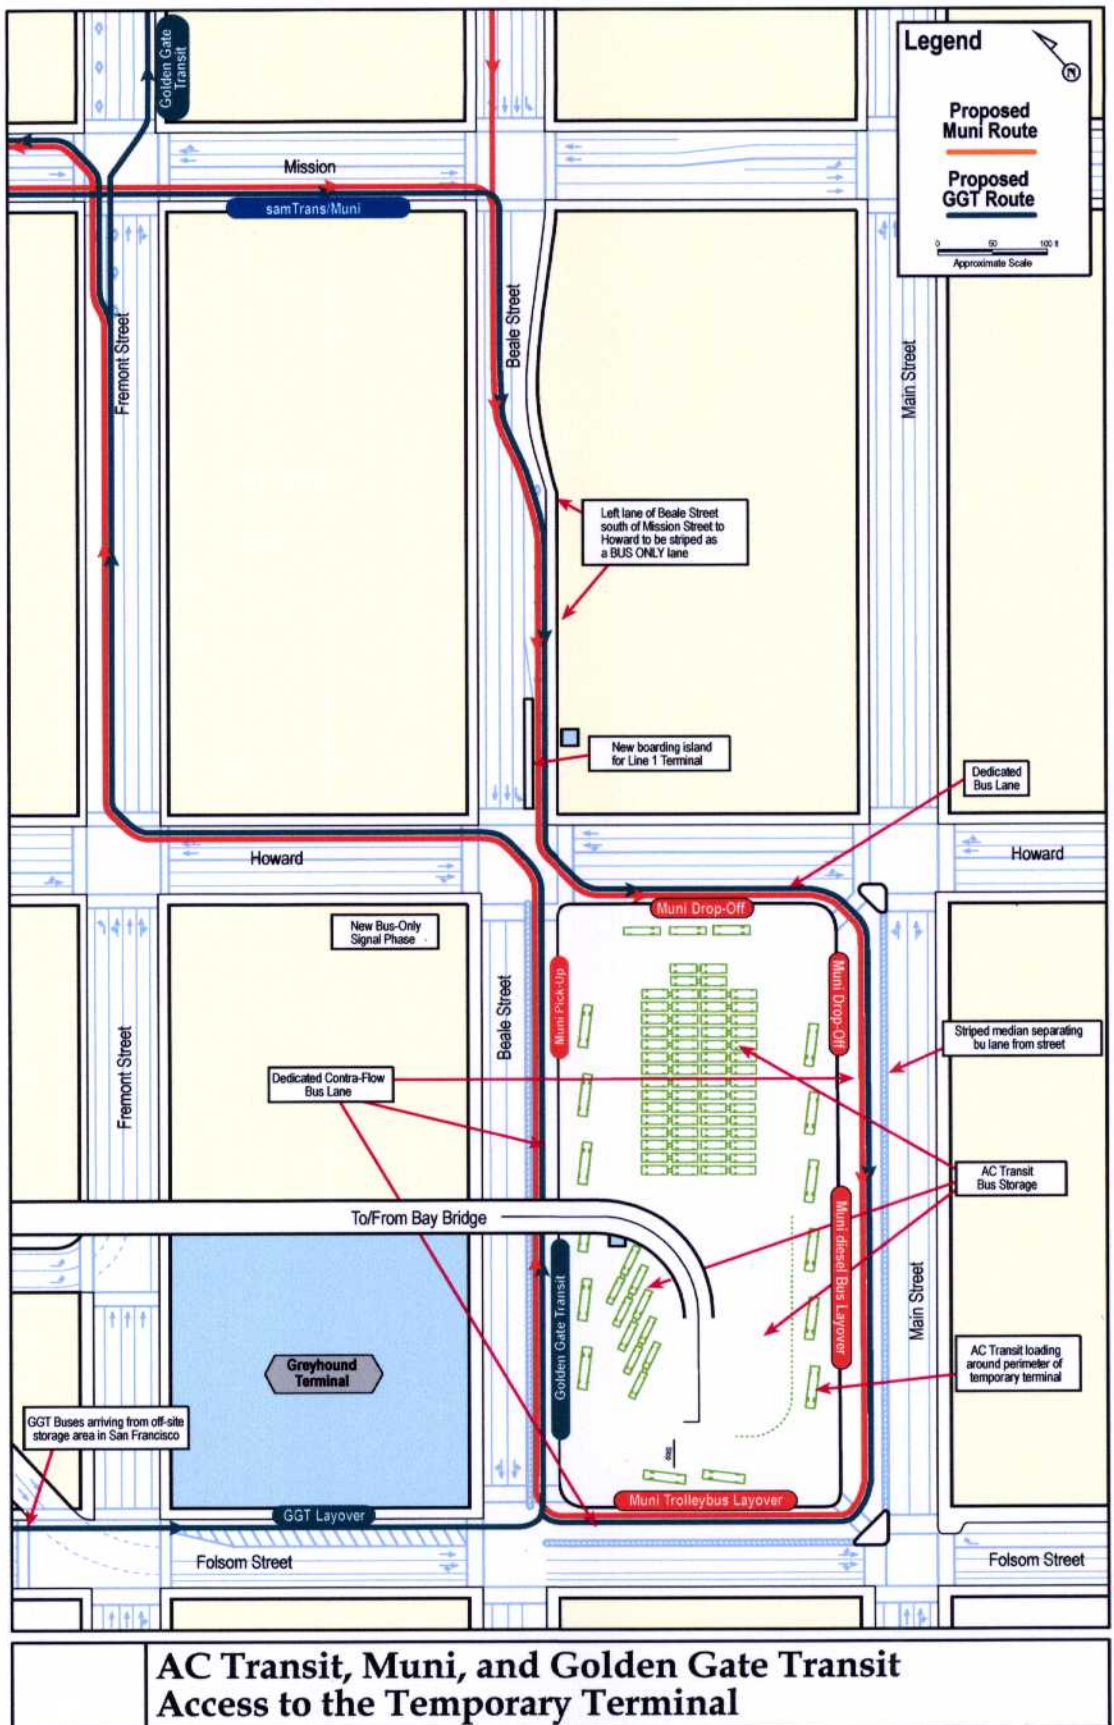 Golden Gate
Transit
Legend
N
Proposed
Muni Route
Proposed
GGT Route
0 50 100 ft
Approximate Scale
Mission
samTrans/Muni
Fremont Street
Beale Street
Main Street
Left lane of Beale Street
south of Mission Street to
Howard to be striped as
a BUS ONLY lane
New boarding island
for Line 1 Terminal
Dedicated
Bus Lane
Howard
Howard
Muni Drop-Off
New Bus-Only
Signal Phase
Muni Pick-Up
Muni Drop-Off
Beale Street
Fremont Street
Striped median separating
bu lane from street
Dedicated Contra-Flow
Bus Lane
AC Transit
Bus Storage
To/From Bay Bridge
Muni diesel Bus Layover
Main Street
Golden Gate Transit
Greyhound
Terminal
AC Transit loading
around perimeter of
temporary terminal
GGT Buses arriving from off-site
storage area in San Francisco
Stop
Muni Trolleybus Layover
GGT Layover
Folsom Street
Folsom Street
AC Transit, Muni, and Golden Gate Transit
Access to the Temporary Terminal